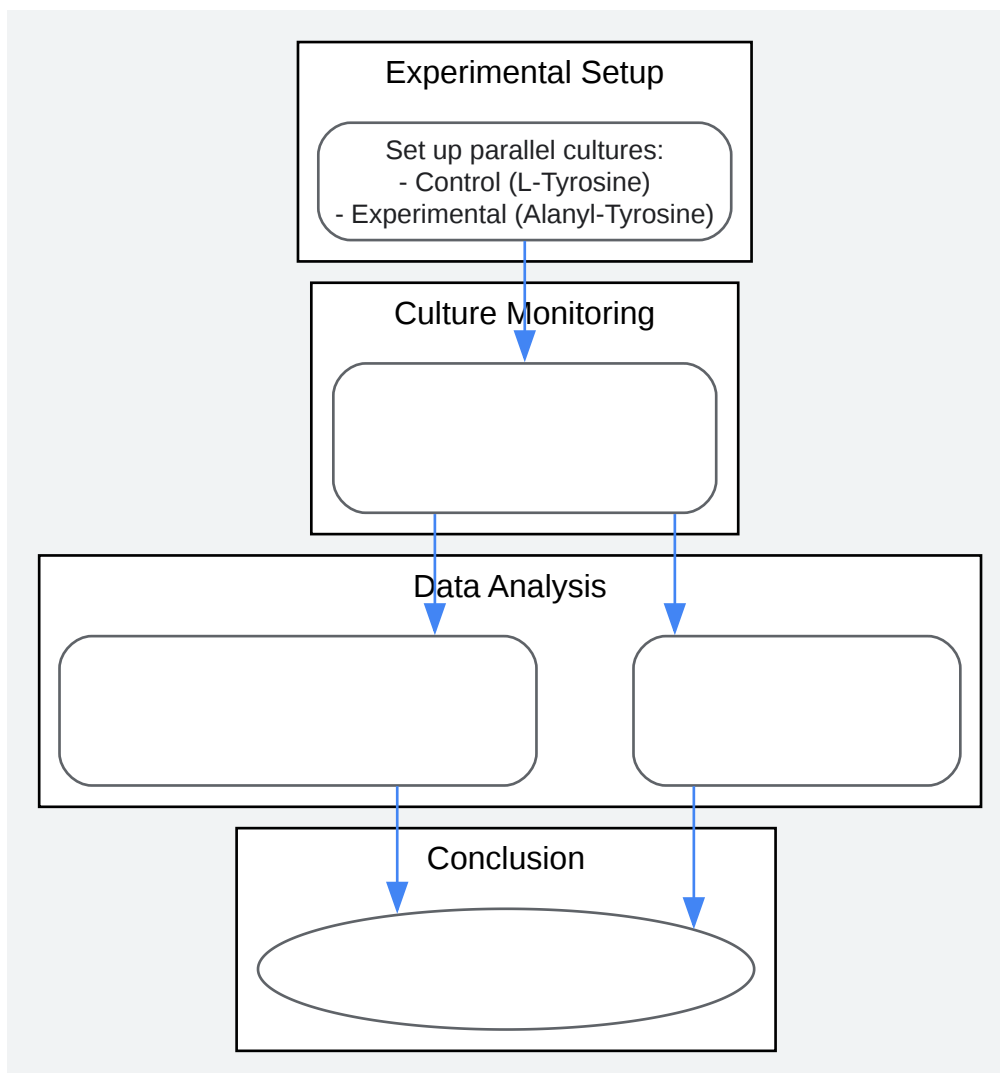 Experimental Setup
Set up parallel cultures:
- Control (L-Tyrosine)
- Experimental (Alanyl-Tyrosine)
Culture Monitoring
Data Analysis
Conclusion